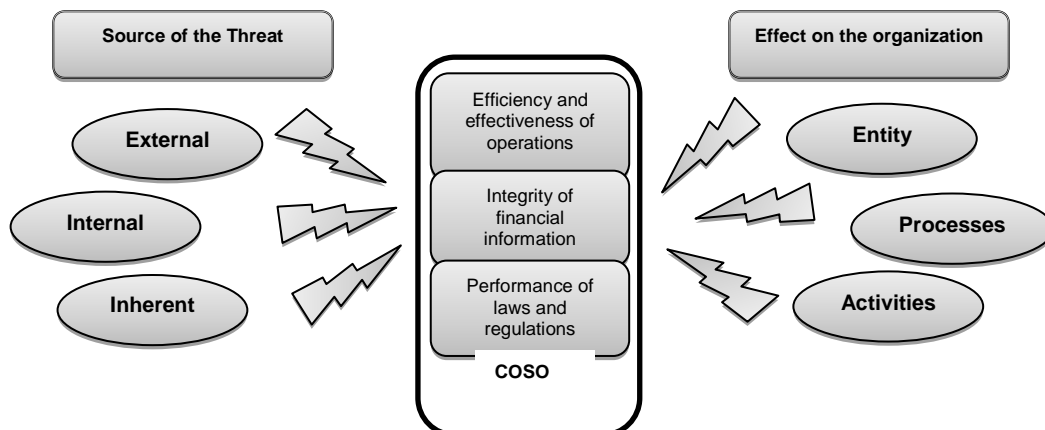 Source of the Threat
External
Internal
Inherent
Efficiency and
effectiveness of
operations
Integrity of
financial
information
Performance of
laws and
regulations
COSO
Effect on the organization
Entity
Processes
Activities